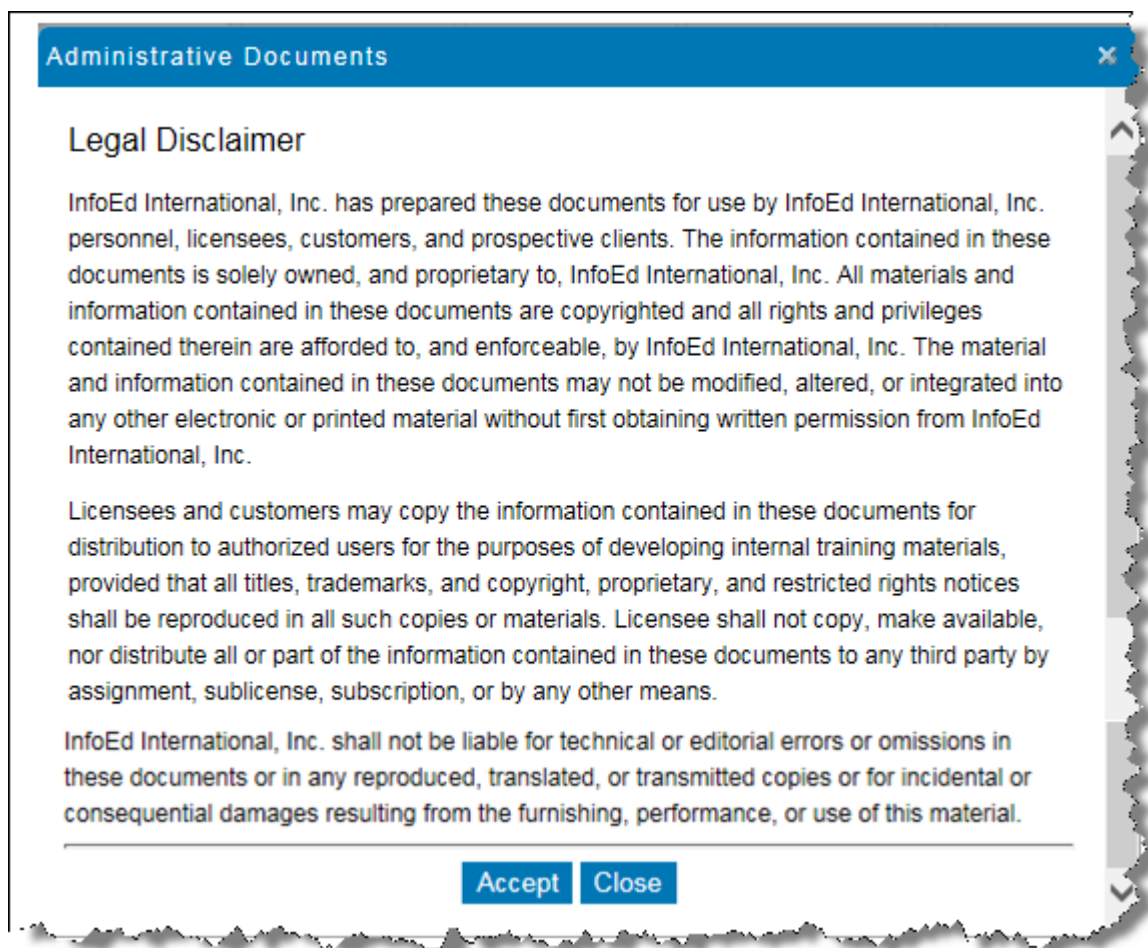 Administrative Documents
Legal Disclaimer
InfoEd International, Inc. has prepared these documents for use by InfoEd International, Inc.
personnel, licensees, customers, and prospective clients. The information contained in these
documents is solely owned, and proprietary to, InfoEd International, Inc. All materials and
information contained in these documents are copyrighted and all rights and privileges
contained therein are afforded to, and enforceable, by InfoEd International, Inc. The material
and information contained in these documents may not be modified, altered, or integrated into
any other electronic or printed material without first obtaining written permission from InfoEd
International, Inc.
Licensees and customers may copy the information contained in these documents for
distribution to authorized users for the purposes of developing internal training materials,
provided that all titles, trademarks, and copyright, proprietary, and restricted rights notices
shall be reproduced in all such copies or materials. Licensee shall not copy, make available,
nor distribute all or part of the information contained in these documents to any third party by
assignment, sublicense, subscription, or by any other means.
InfoEd International, Inc. shall not be liable for technical or editorial errors or omissions in
these documents or in any reproduced, translated, or transmitted copies or for incidental or
consequential damages resulting from the furnishing, performance, or use of this material.
Accept Close